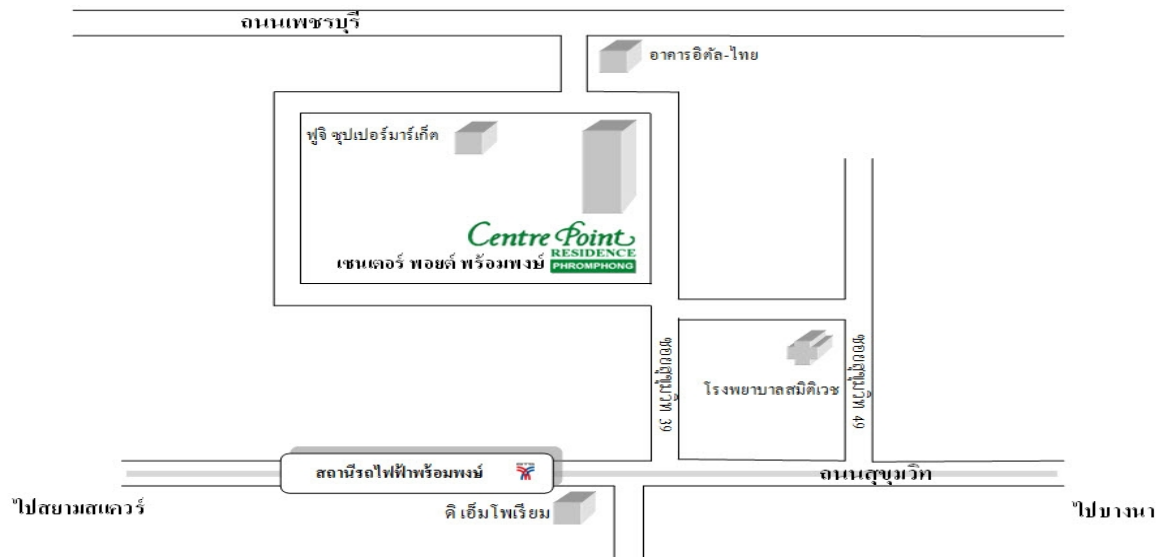 ถนนเพชรบุรี
อาคารอิตัล-ไทย
ฟูจิ ซุปเปอร์มาร์เก็ต
Centre Point
RESIDENCE
เซนเตอร์ พอยต์ พร้อมพงษ์ PHROMPHONG
ซอยสุขุมวิท 39
ซอยสุขุมวิท 49
โรงพยาบาลสมิติเวช
สถานีรถไฟฟ้าพร้อมพงษ์
ถนนสุขุมวิท
ไปสยามสแควร์
ดิ เอ็มโพเรียม
ไปบางนา